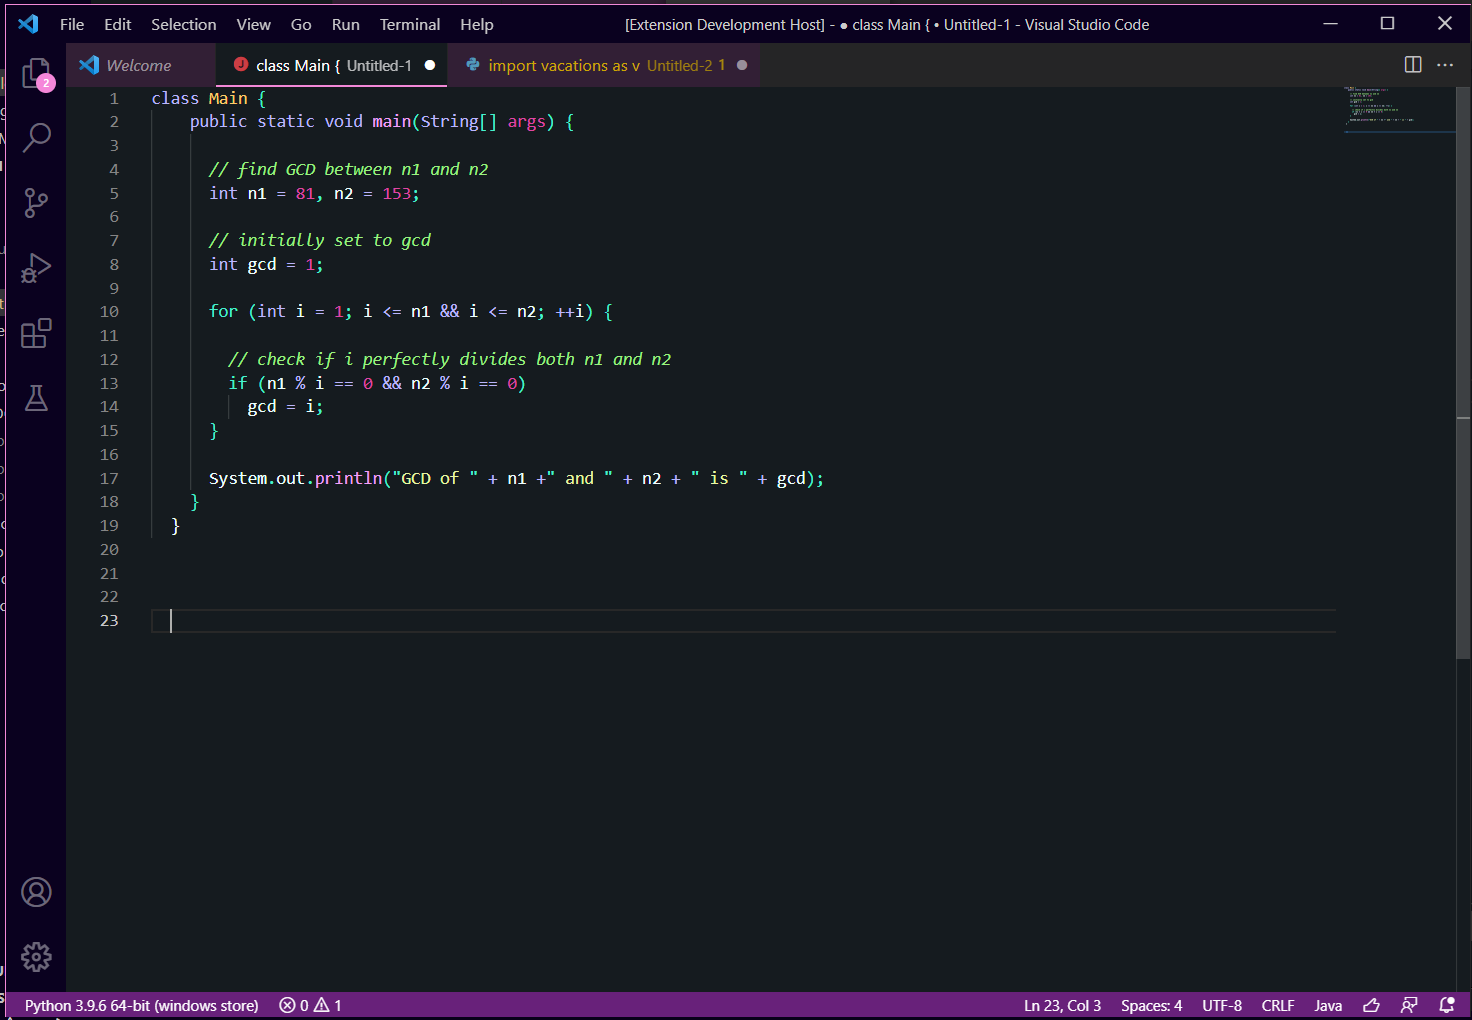 File Edit Selection View Go Run Terminal Help [Extension Development Host] - ● class Main { • Untitled-1 - Visual Studio Code
2 Welcome class Main { Untitled-1 ● import vacations as v Untitled-2 1 ●
1 class Main {
2 public static void main(String[] args) {
3
4 // find GCD between n1 and n2
5 int n1 = 81, n2 = 153;
6
7 // initially set to gcd
8 int gcd = 1;
9
10 for (int i = 1; i <= n1 && i <= n2; ++i) {
11
12 // check if i perfectly divides both n1 and n2
13 if (n1 % i == 0 && n2 % i == 0)
14 gcd = i;
15 }
16
17 System.out.println("GCD of " + n1 +" and " + n2 + " is " + gcd);
18 }
19 }
20
21
22
23
Python 3.9.6 64-bit (windows store) 0 1 Ln 23, Col 3 Spaces: 4 UTF-8 CRLF Java